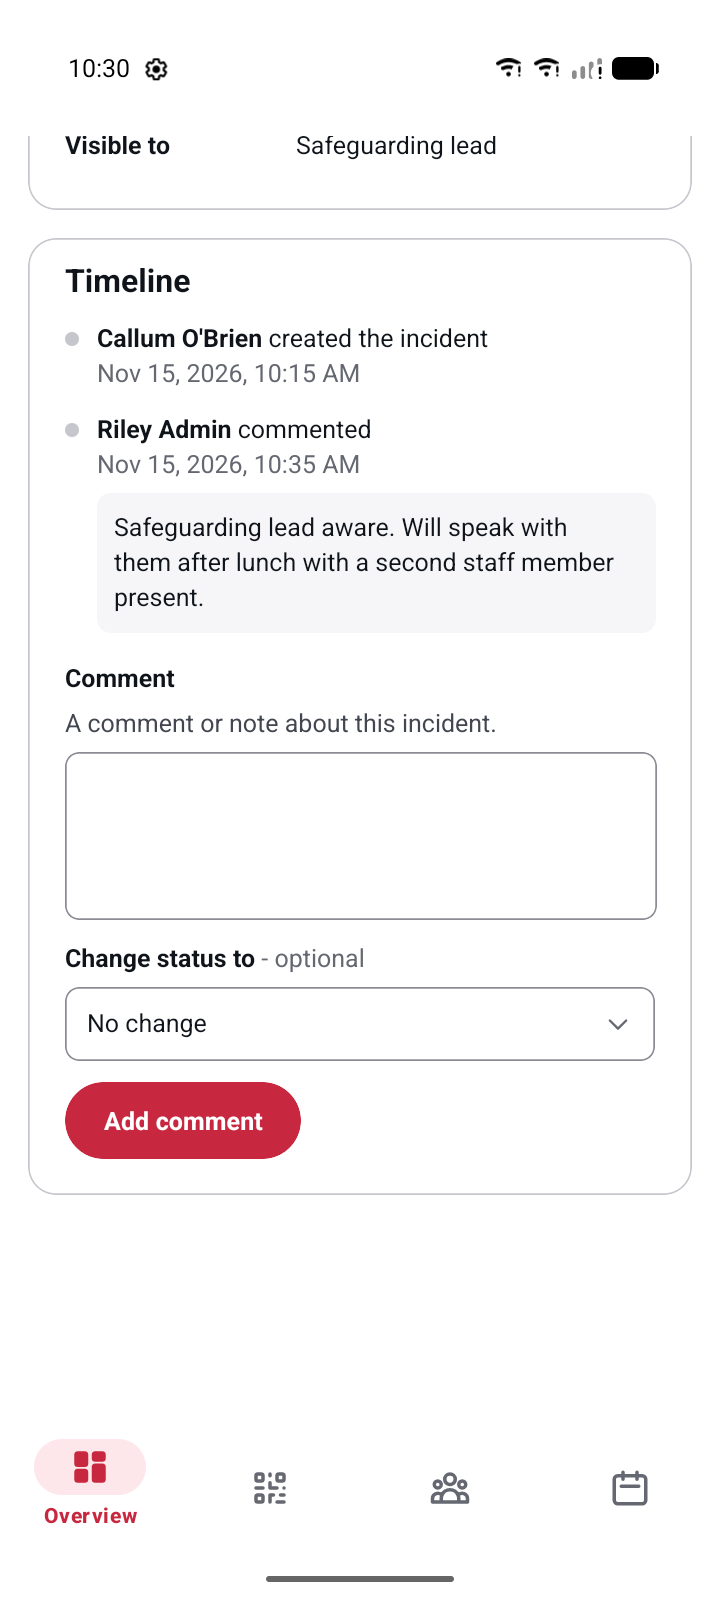 10:30
Visible to Safeguarding lead
Timeline
Callum O'Brien created the incident
Nov 15, 2026, 10:15 AM
Riley Admin commented
Nov 15, 2026, 10:35 AM
Safeguarding lead aware. Will speak with
them after lunch with a second staff member
present.
Comment
A comment or note about this incident.
Change status to - optional
No change
Add comment
Overview